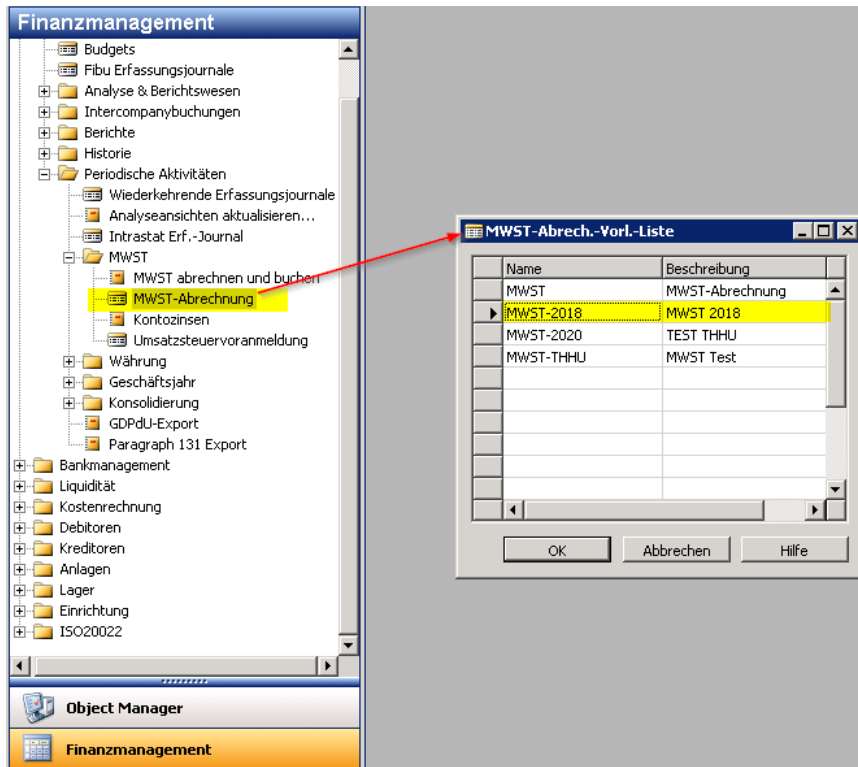 Finanzmanagement
Budgets
Fibu Erfassungsjournale
Analyse & Berichtswesen
Intercompanybuchungen
Berichte
Historie
Periodische Aktivitäten
Wiederkehrende Erfassungsjournale
Analyseansichten aktualisieren...
Intrastat Erf.-Journal
MWST
MWST abrechnen und buchen
MWST-Abrechnung
Kontozinsen
Umsatzsteuervoranmeldung
Währung
Geschäftsjahr
Konsolidierung
GDPdU-Export
Paragraph 131 Export
Bankmanagement
Liquidität
Kostenrechnung
Debitoren
Kreditoren
Anlagen
Lager
Einrichtung
ISO20022
Object Manager
Finanzmanagement
MWST-Abrech.-Vorl.-Liste
Name Beschreibung
MWST MWST-Abrechnung
MWST-2018 MWST 2018
MWST-2020 TEST THHU
MWST-THHU MWST Test
OK Abbrechen Hilfe